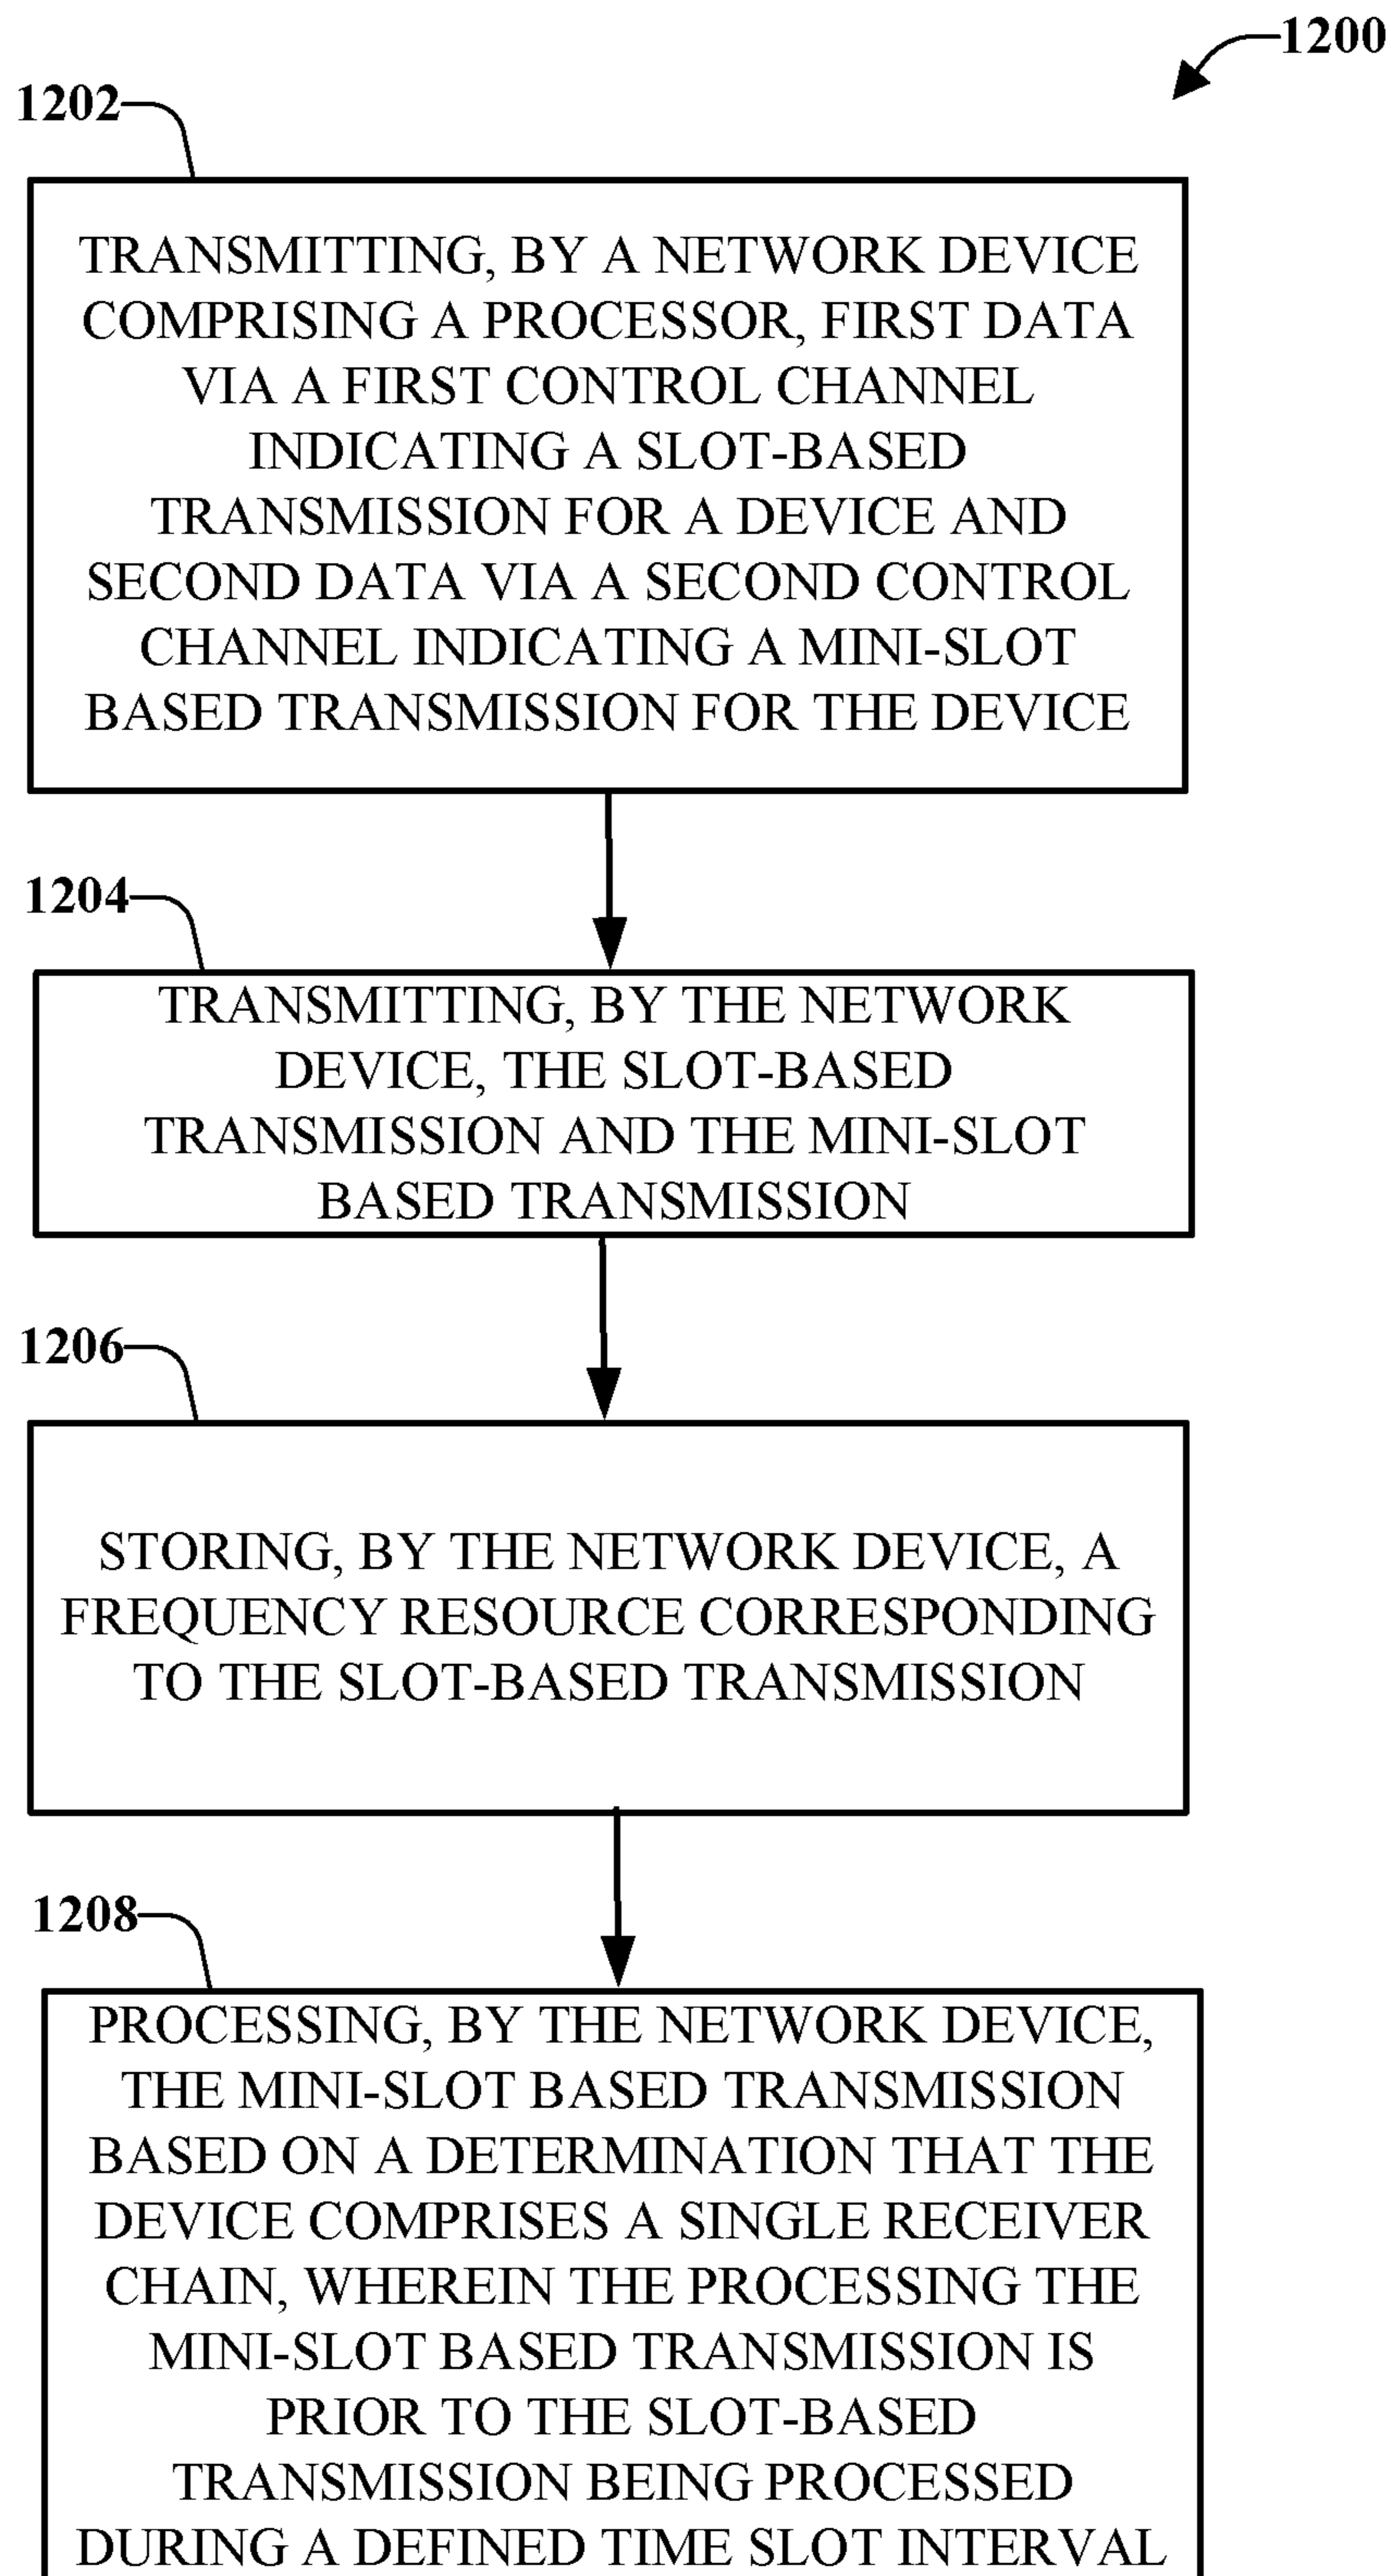 1200
1202
TRANSMITTING, BY A NETWORK DEVICE
COMPRISING A PROCESSOR, FIRST DATA
VIA A FIRST CONTROL CHANNEL
INDICATING A SLOT-BASED
TRANSMISSION FOR A DEVICE AND
SECOND DATA VIA A SECOND CONTROL
CHANNEL INDICATING A MINI-SLOT
BASED TRANSMISSION FOR THE DEVICE
1204
TRANSMITTING, BY THE NETWORK
DEVICE, THE SLOT-BASED
TRANSMISSION AND THE MINI-SLOT
BASED TRANSMISSION
1206
STORING, BY THE NETWORK DEVICE, A
FREQUENCY RESOURCE CORRESPONDING
TO THE SLOT-BASED TRANSMISSION
1208
PROCESSING, BY THE NETWORK DEVICE,
THE MINI-SLOT BASED TRANSMISSION
BASED ON A DETERMINATION THAT THE
DEVICE COMPRISES A SINGLE RECEIVER
CHAIN, WHEREIN THE PROCESSING THE
MINI-SLOT BASED TRANSMISSION IS
PRIOR TO THE SLOT-BASED
TRANSMISSION BEING PROCESSED
DURING A DEFINED TIME SLOT INTERVAL